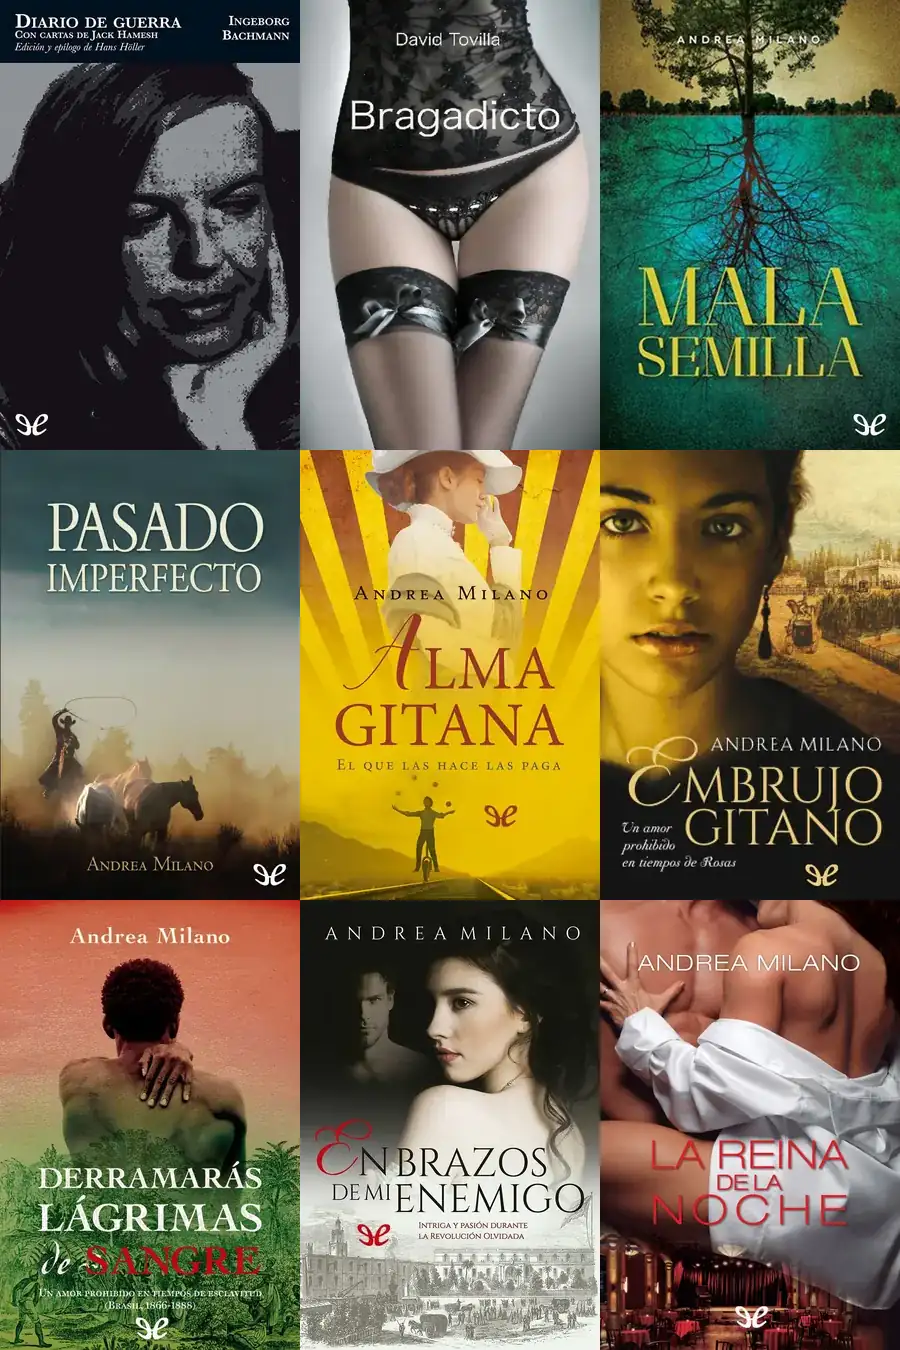 DIARIO DE GUERRA
CON CARTAS DE JACK HAMESH
Edición y epílogo de Hans Höller
INGEBORG
BACHMANN
David Tovilla
Bragadicto
ANDREA MILANO
MALA
SEMILLA
PASADO
IMPERFECTO
ANDREA MILANO
ANDREA MILANO
ALMA
GITANA
EL QUE LAS HACE LAS PAGA
ANDREA MILANO
EMBRUJO
GITANO
Un amor
prohibido
en tiempos de Rosas
Andrea Milano
DERRAMARÁS
LÁGRIMAS
de SANGRE
UN AMOR PROHIBIDO EN TIEMPOS DE ESCLAVITUD
(BRASIL, 1866-1888)
ANDREA MILANO
EN BRAZOS
DE MI ENEMIGO
INTRIGA Y PASIÓN DURANTE
LA REVOLUCIÓN OLVIDADA
ANDREA MILANO
LA REINA
DE LA
NOCHE